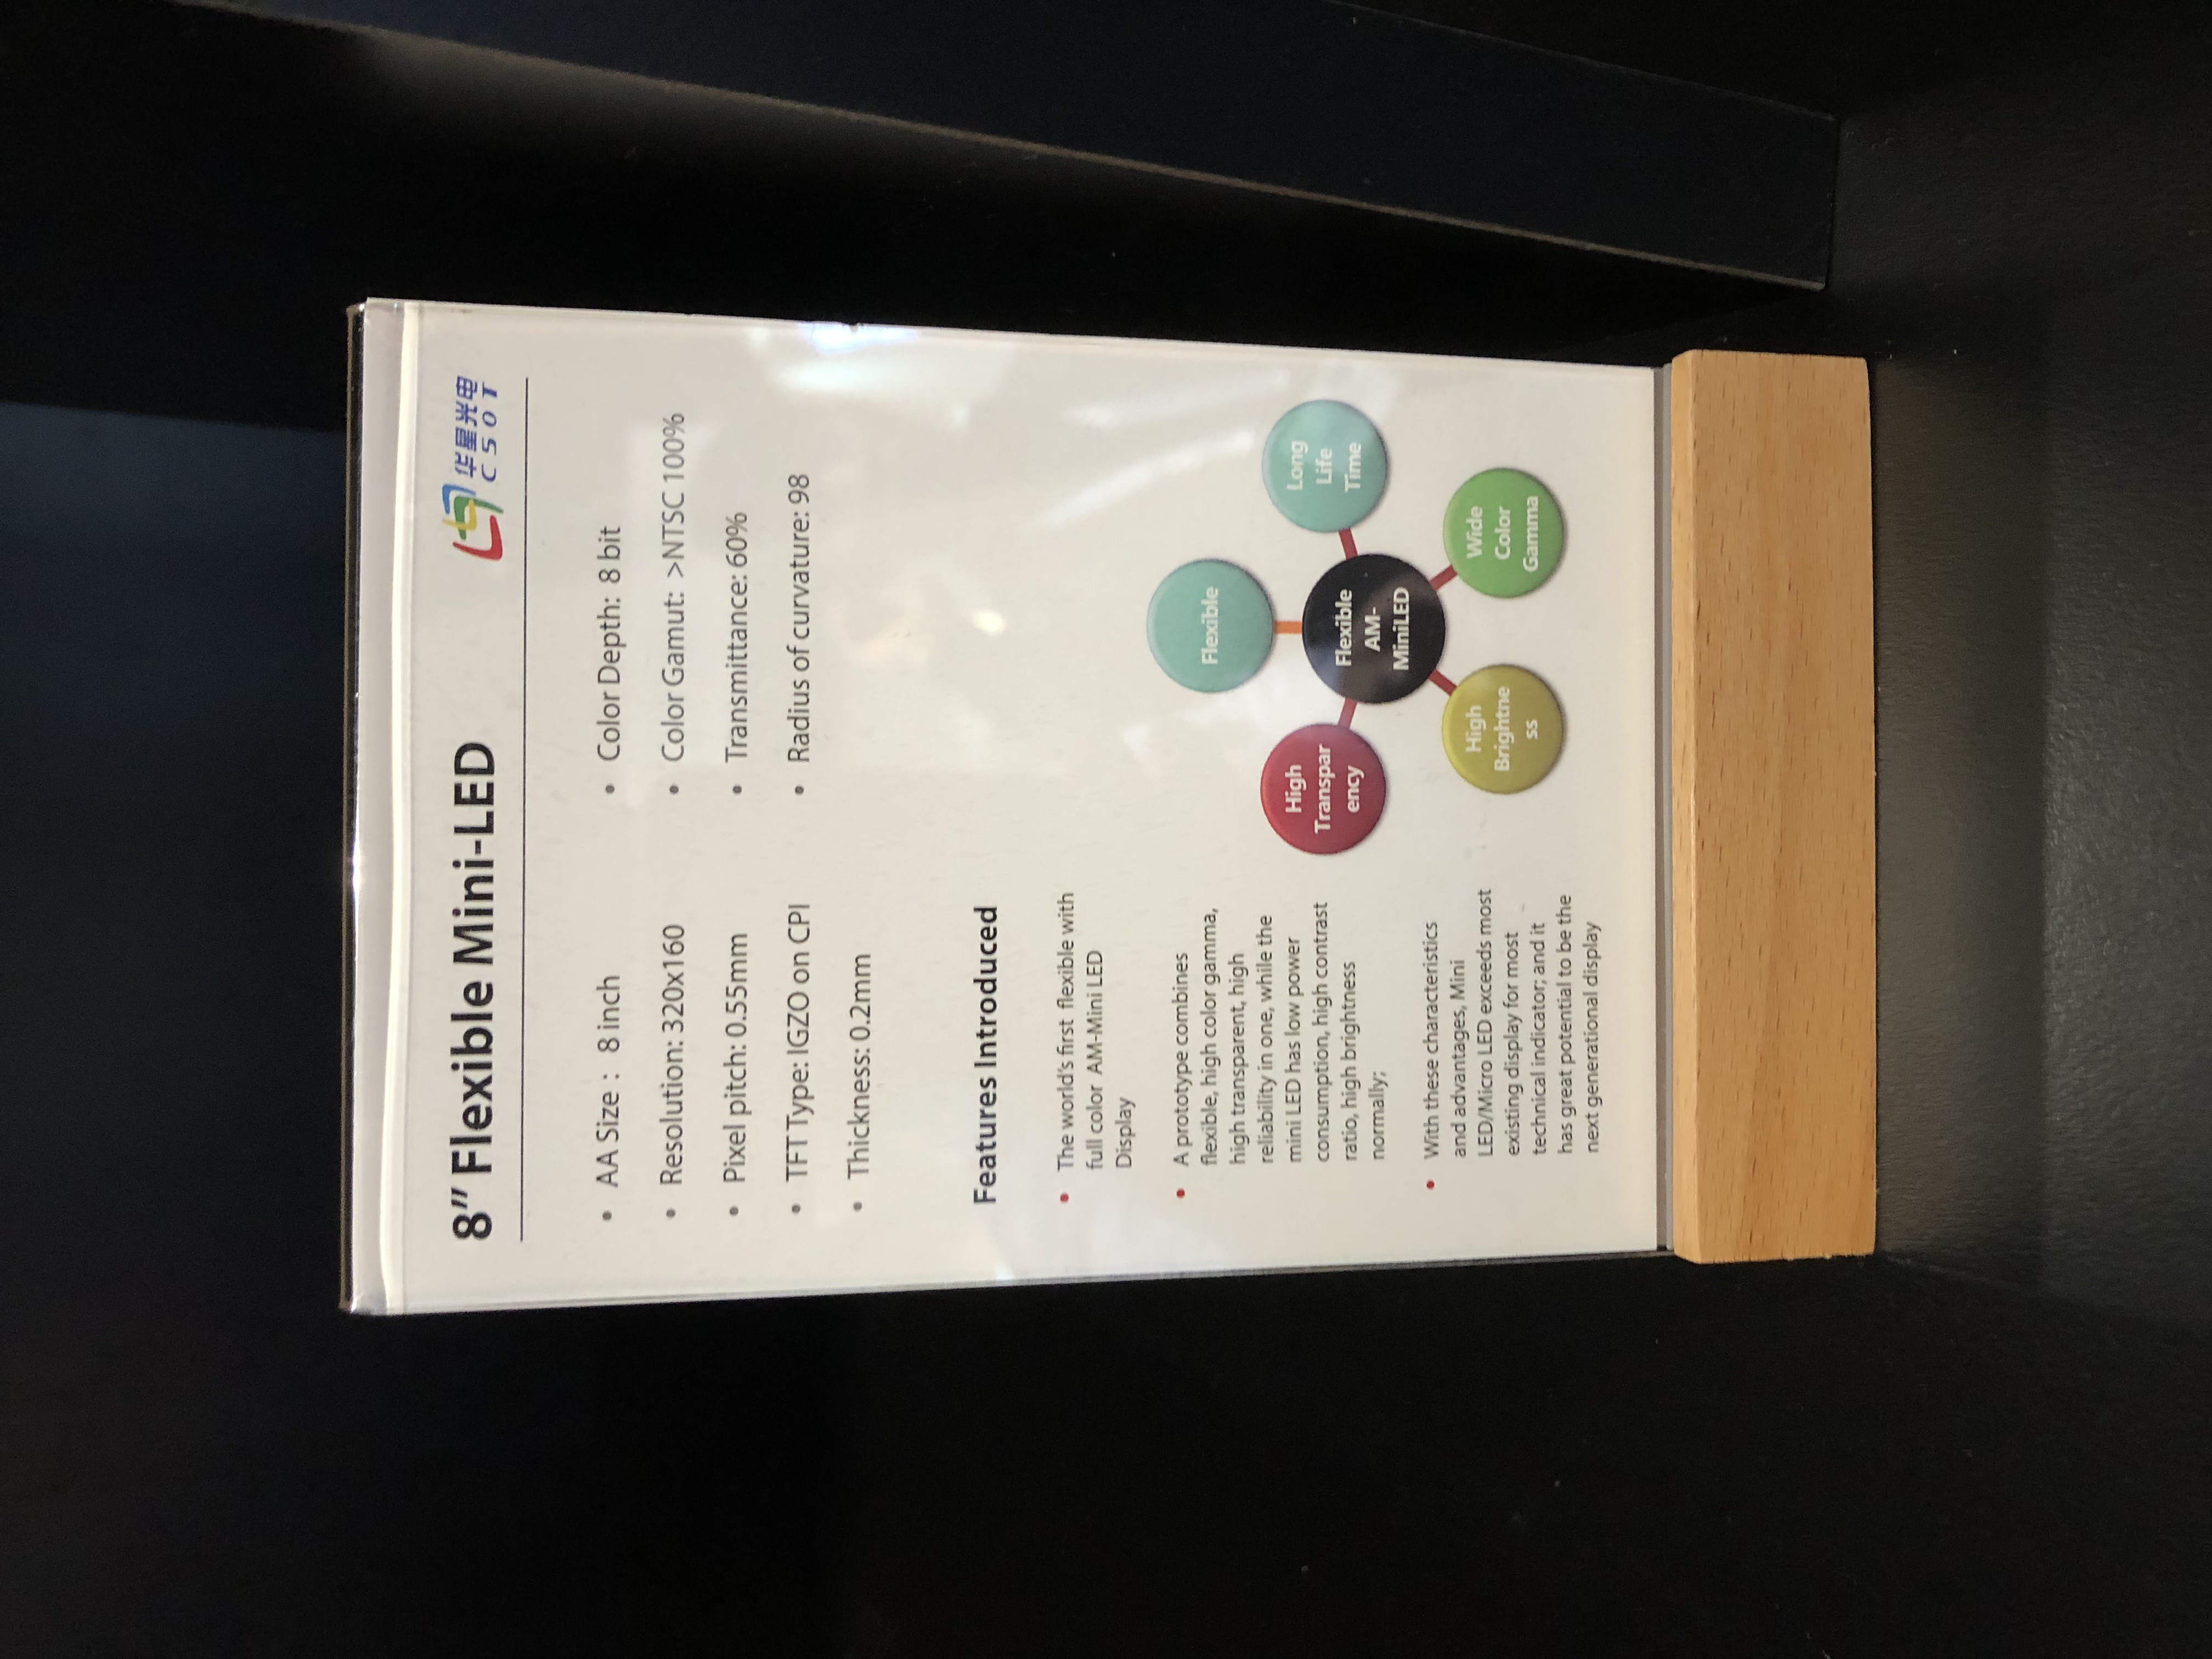 8” Flexible Mini-LED
华星光电
CSOT
• AA Size : 8 inch
• Resolution: 320x160
• Pixel pitch: 0.55mm
• TFT Type: IGZO on CPI
• Thickness: 0.2mm
• Color Depth: 8 bit
• Color Gamut: >NTSC 100%
• Transmittance: 60%
• Radius of curvature: 98
Features Introduced
• The world's first flexible with
full color AM-Mini LED
Display
• A prototype combines
flexible, high color gamma,
high transparent, high
reliability in one, while the
mini LED has low power
consumption, high contrast
ratio, high brightness
normally;
• With these characteristics
and advantages, Mini
LED/Micro LED exceeds most
existing display for most
technical indicator; and it
has great potential to be the
next generational display
Flexible
High
Transpar
ency
Long
Life
Time
Flexible
AM-
MiniLED
High
Brightne
ss
Wide
Color
Gamma